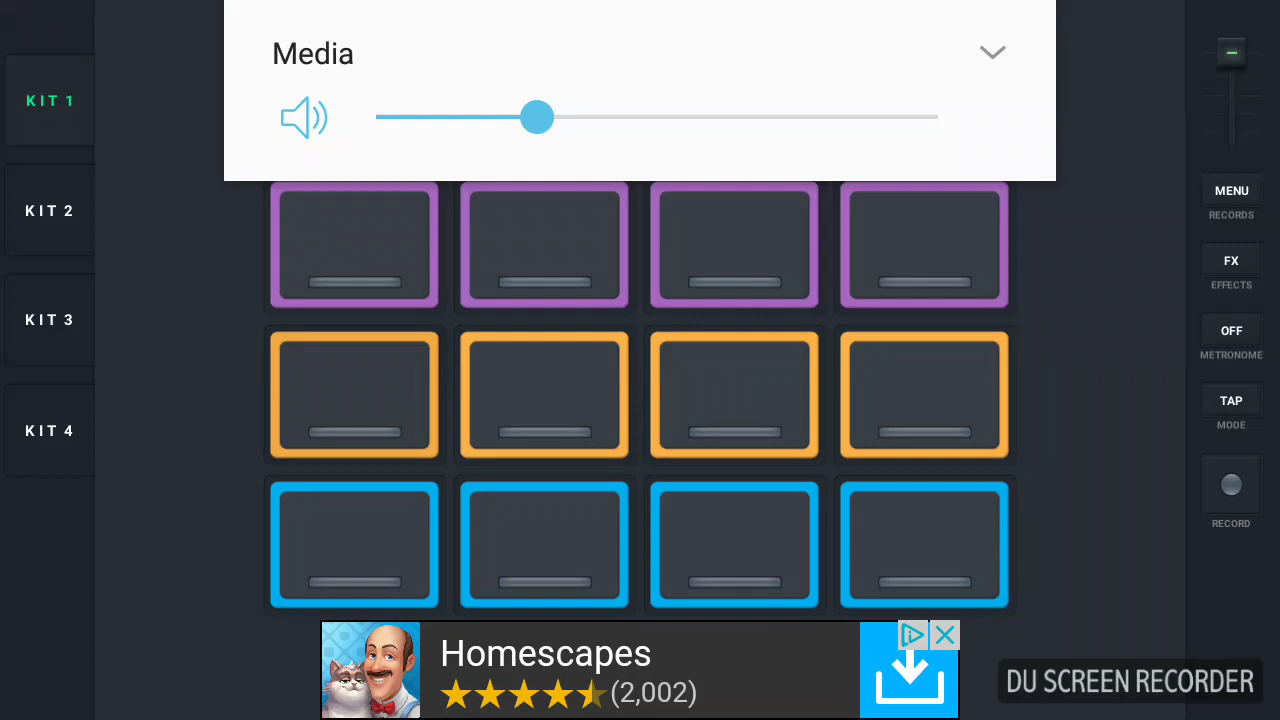 Media
KIT 1
KIT 2
KIT 3
KIT 4
MENU
RECORDS
FX
EFFECTS
OFF
METRONOME
TAP
MODE
RECORD
Homescapes
(2,002)
DU SCREEN RECORDER